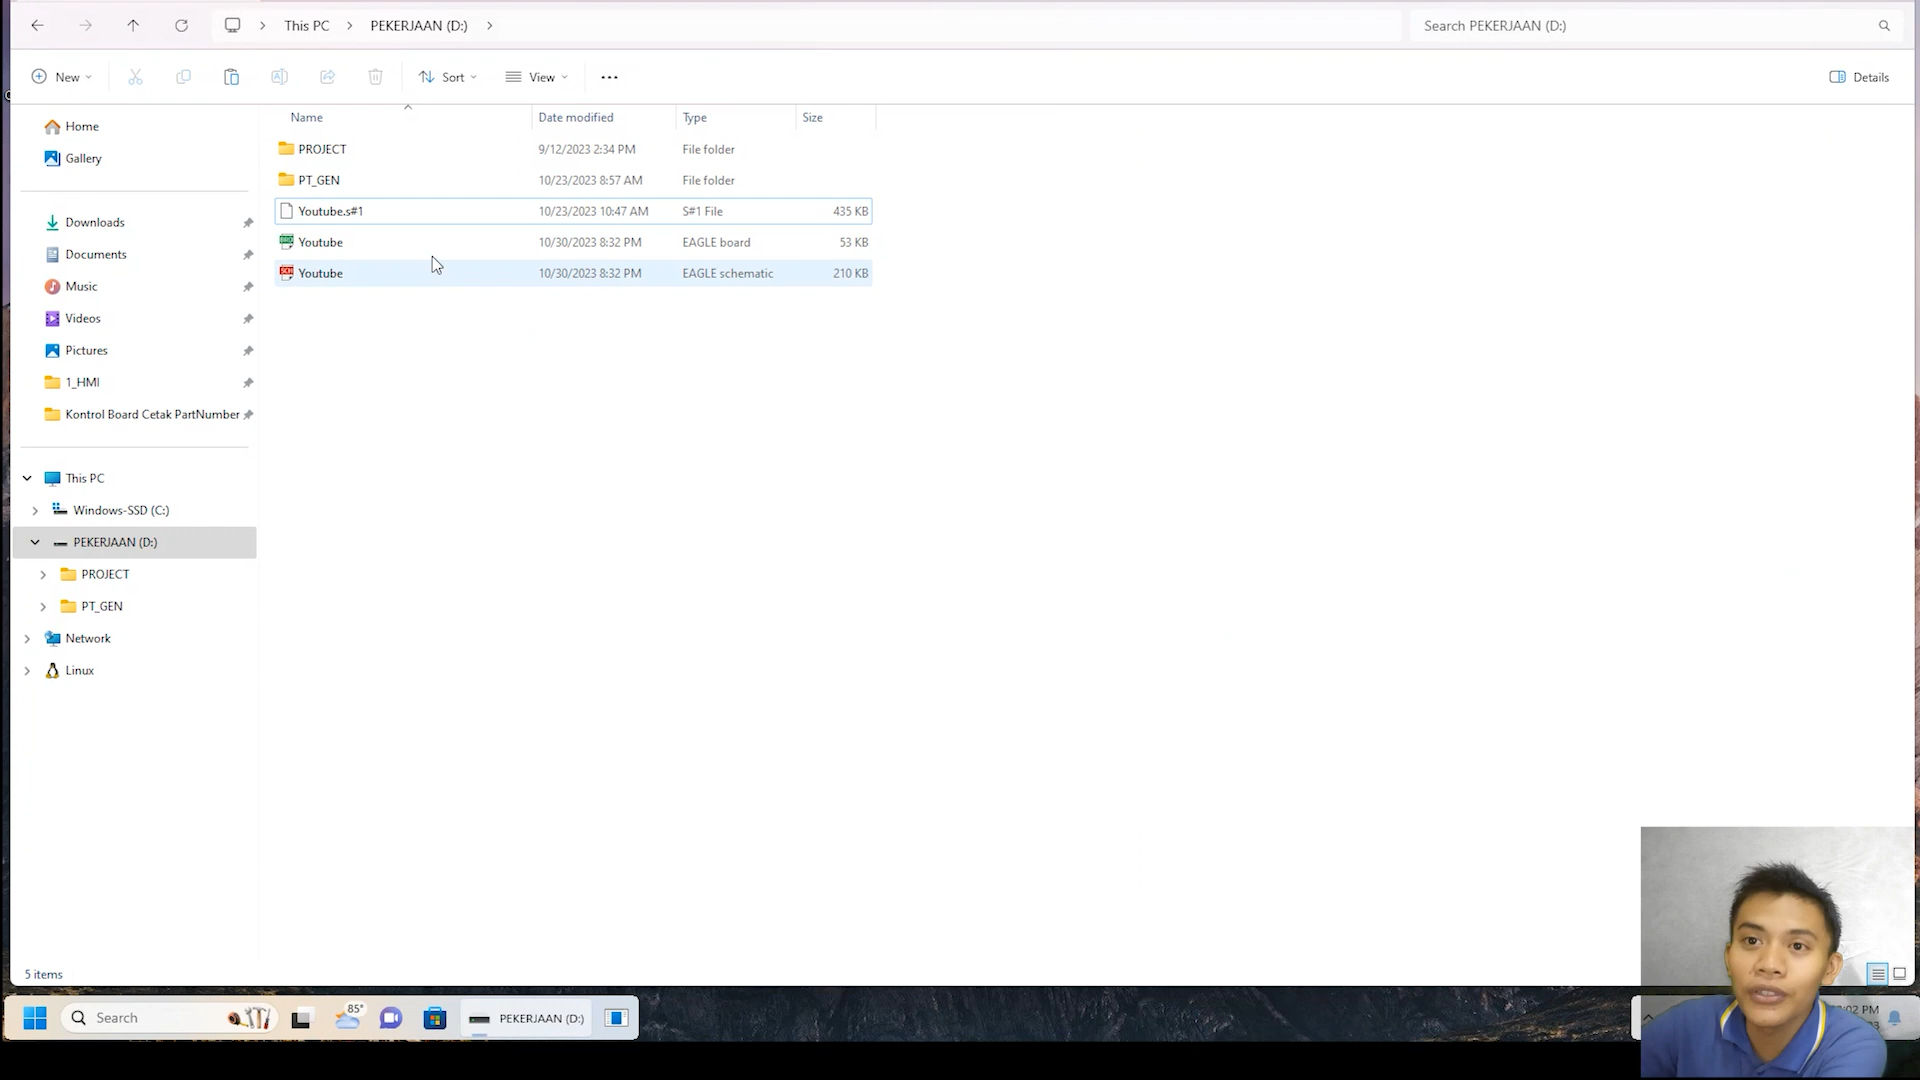 This PC
PEKERJAAN (D:)
Search PEKERJAAN (D:)
New
Sort
View
Details
Name
Date modified
Type
Size
PROJECT
9/12/2023 2:34 PM
File folder
PT_GEN
10/23/2023 8:57 AM
File folder
Youtube.s#1
10/23/2023 10:47 AM
S#1 File
435 KB
Youtube
10/30/2023 8:32 PM
EAGLE board
53 KB
Youtube
10/30/2023 8:32 PM
EAGLE schematic
210 KB
Home
Gallery
Downloads
Documents
Music
Videos
Pictures
1_HMI
Kontrol Board Cetak PartNumber
This PC
Windows-SSD (C:)
PEKERJAAN (D:)
PROJECT
PT_GEN
Network
Linux
5 items
Search
85°
PEKERJAAN (D:)